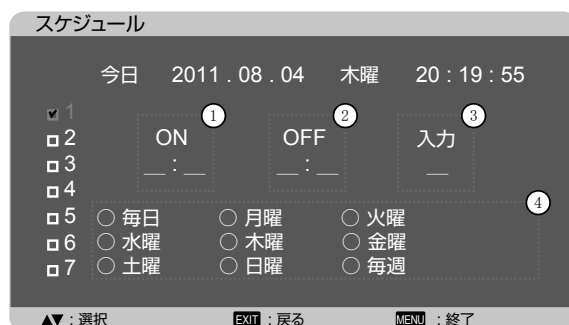 スケジュール
今日 2011 . 08 . 04 木曜 20 : 19 : 55
1
2
3
4
5
6
7
1
ON
__ : __
2
OFF
__ : __
3
入力
__
4
○ 毎日 ○ 月曜 ○ 火曜
○ 水曜 ○ 木曜 ○ 金曜
○ 土曜 ○ 日曜 ○ 毎週
▲▼ : 選択 EXIT : 戻る MENU : 終了